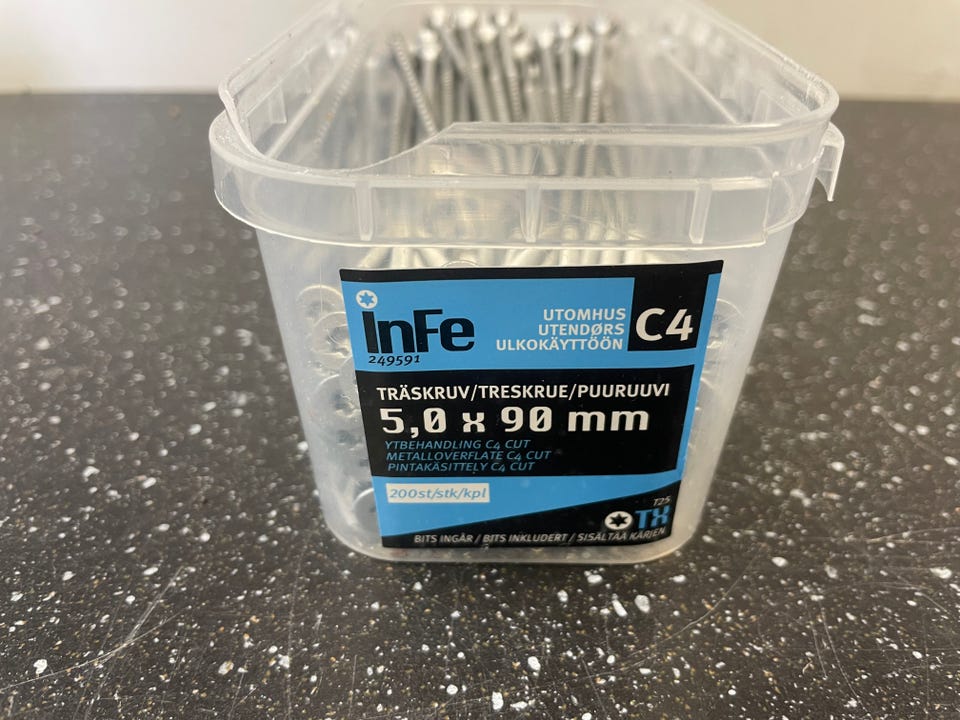 InFe
249591
UTOMHUS
UTENDØRS
ULKOKÄYTTÖÖN
C4
TRÄSKRUV/TRESKRUE/PUURUUVI
5,0 x 90 mm
YTBEHANDLING C4 CUT
METALLOVERFLATE C4 CUT
PINTAKÄSITTELY C4 CUT
200st/stk/kpl
T25
TX
BITS INGÅR / BITS INKLUDERT / SISÄLTÄÄ KÄRJEN